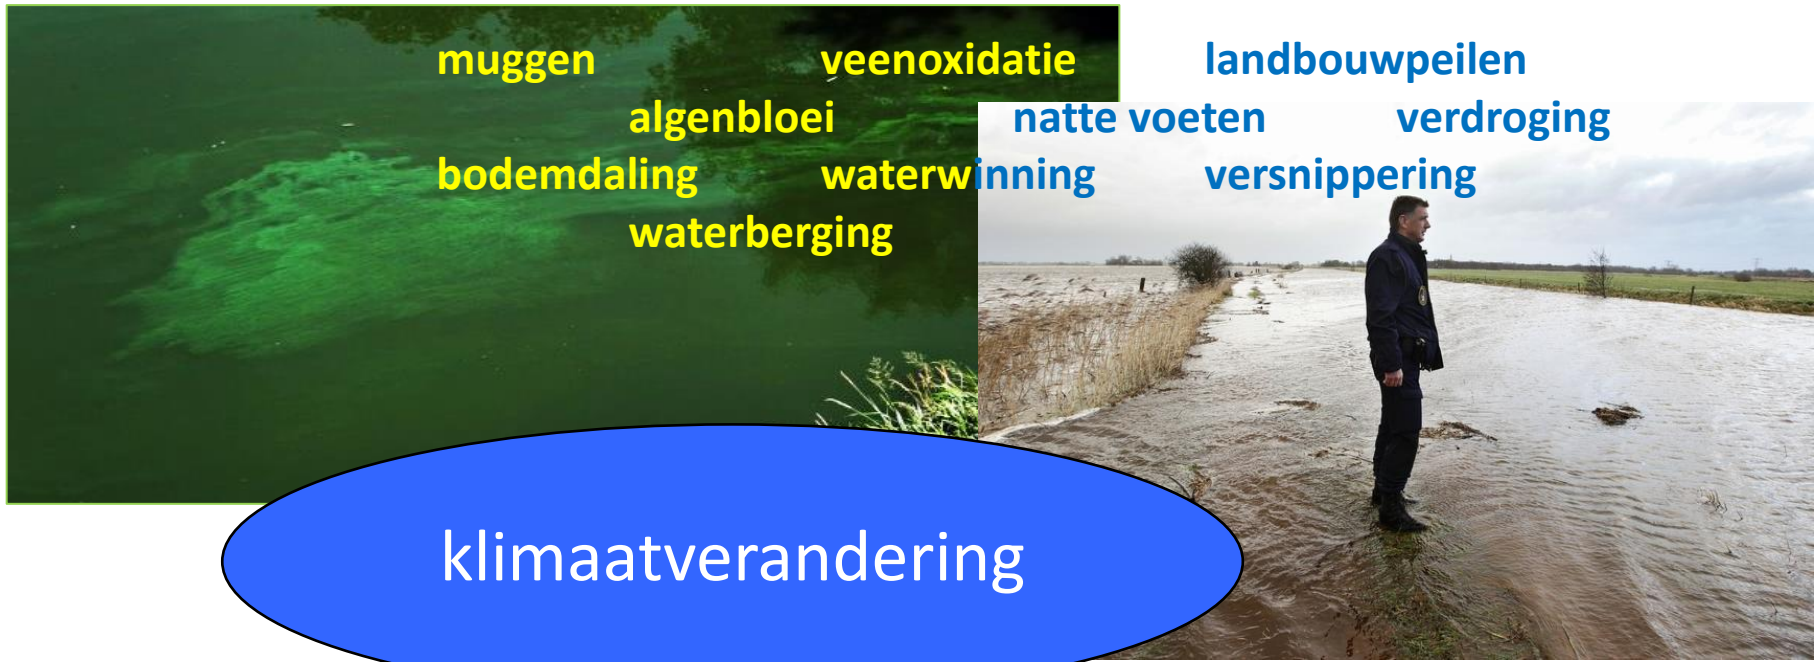 muggen veenoxidatie landbouwpeilen
algenbloei natte voeten verdroging
bodemdaling waterwinning versnippering
waterberging
klimaatverandering